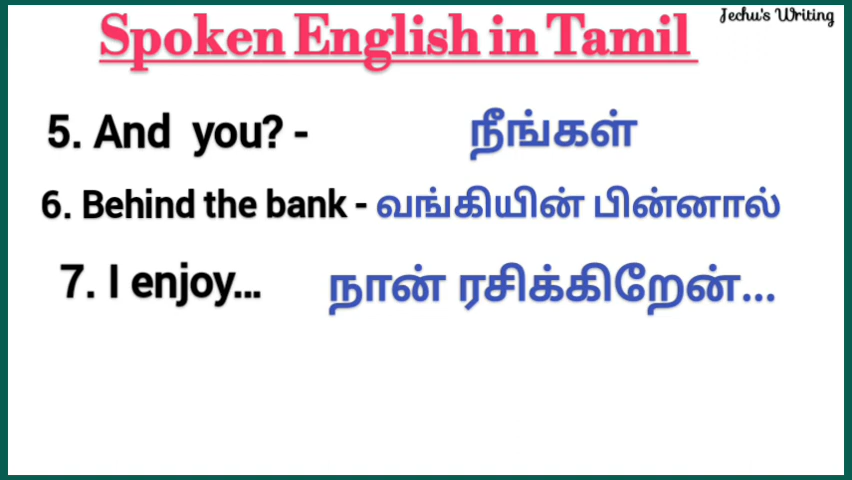 Jechu's Writing
Spoken English in Tamil
5. And you? - நீங்கள்
6. Behind the bank - வங்கியின் பின்னால்
7. I enjoy... நான் ரசிக்கிறேன்...